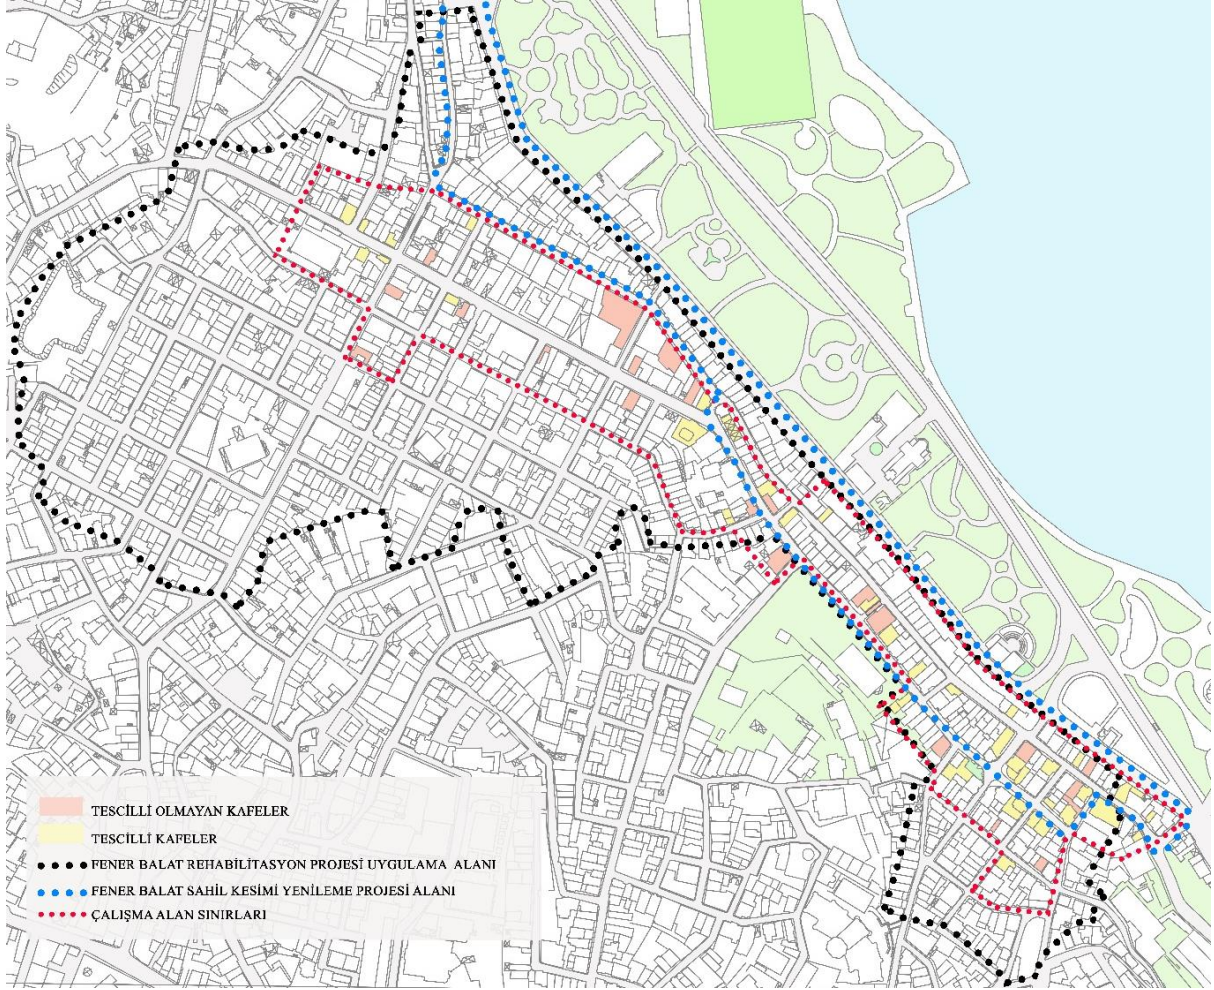 TESCİLLİ OLMAYAN KAFELER
TESCİLLİ KAFELER
FENER BALAT REHABİLİTASYON PROJESİ UYGULAMA ALANI
FENER BALAT SAHİL KESİMİ YENİLEME PROJESİ ALANI
ÇALIŞMA ALAN SINIRLARI